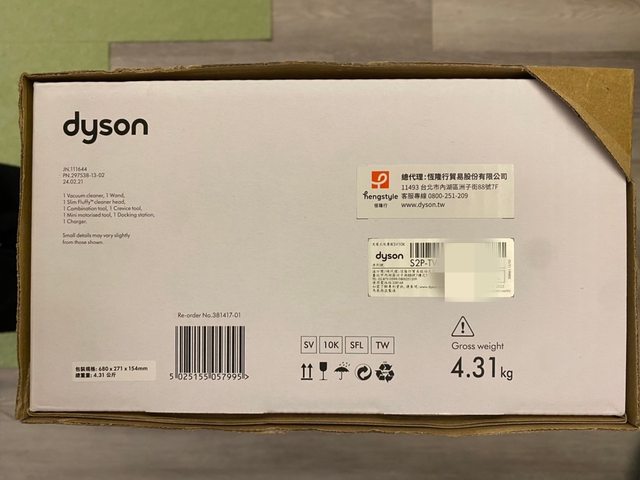 dyson
JN.111644
PN.297538-13-02
24.02.21
1 Vacuum cleaner, 1 Wand,
1 Slim Fluffy™ cleaner head,
1 Combination tool, 1 Crevice tool,
1 Mini motorised tool, 1 Docking station,
1 Charger.
Small details may vary slightly
from those shown.
hengstyle
恆隆行
總代理:恆隆行貿易股份有限公司
11493 台北市內湖區洲子街88號7F
客服專線 0800-251-209
www.dyson.tw
dyson
S2P-TV
Re-order No.381417-01
5 025155 057995 >
包裝規格: 680 x 271 x 154mm
總重量: 4.31 公斤
SV 10K SFL TW
Gross weight
4.31kg